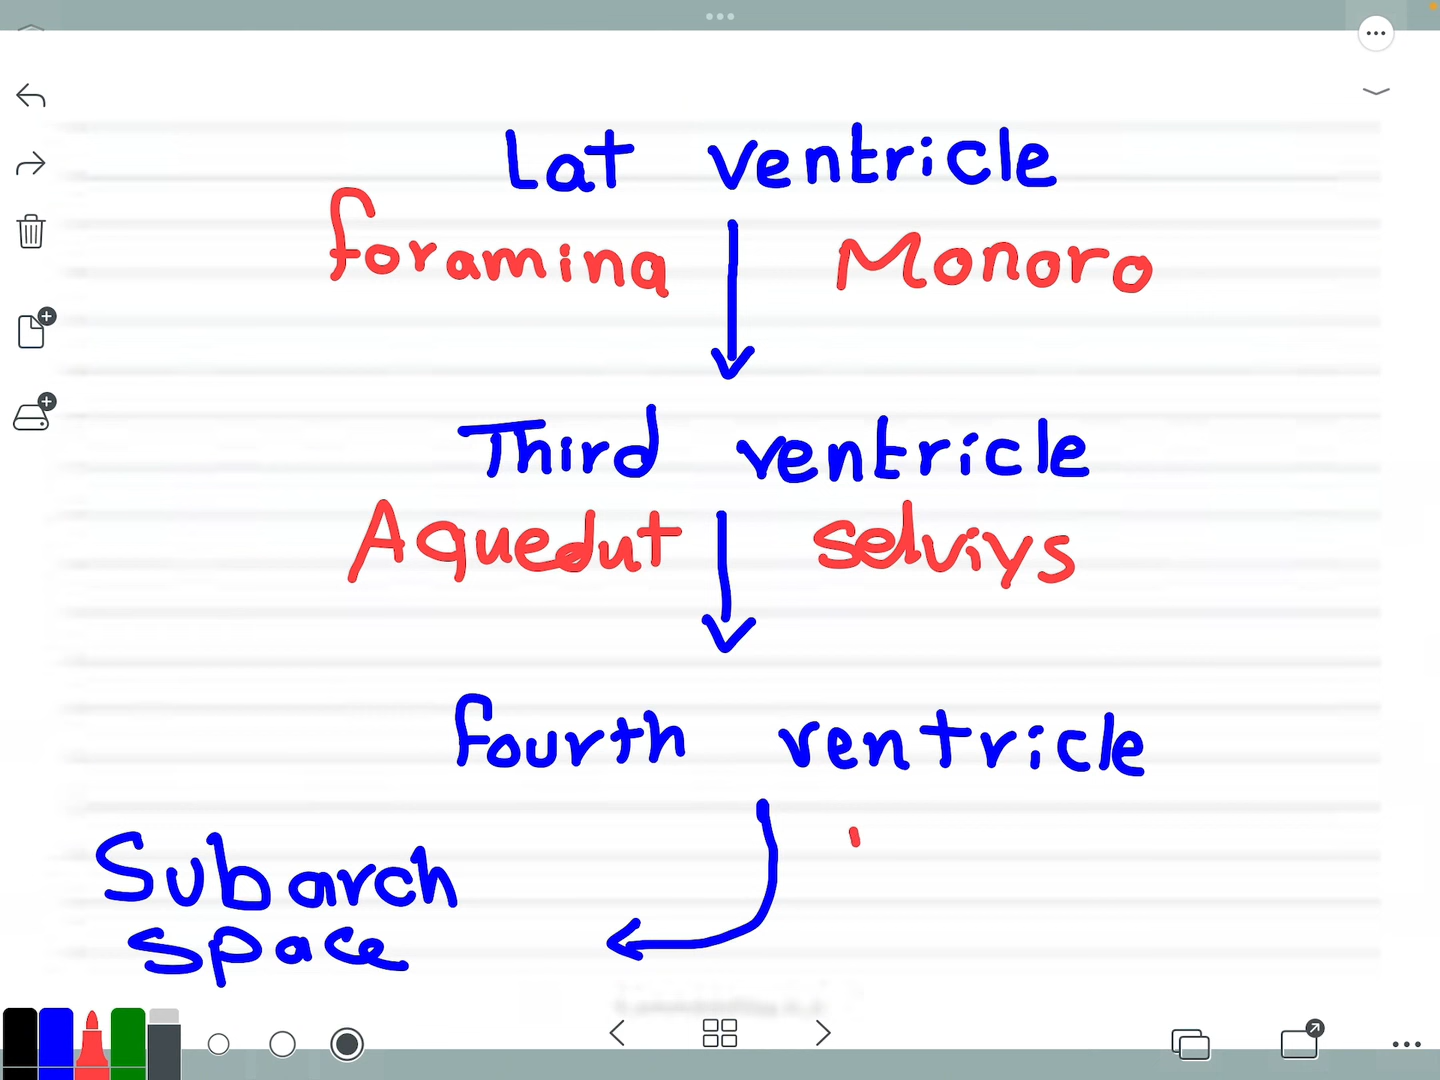 Lat ventricle
foramina Monoro
Third ventricle
Aquedut selviys
fourth ventricle
Subarch
space